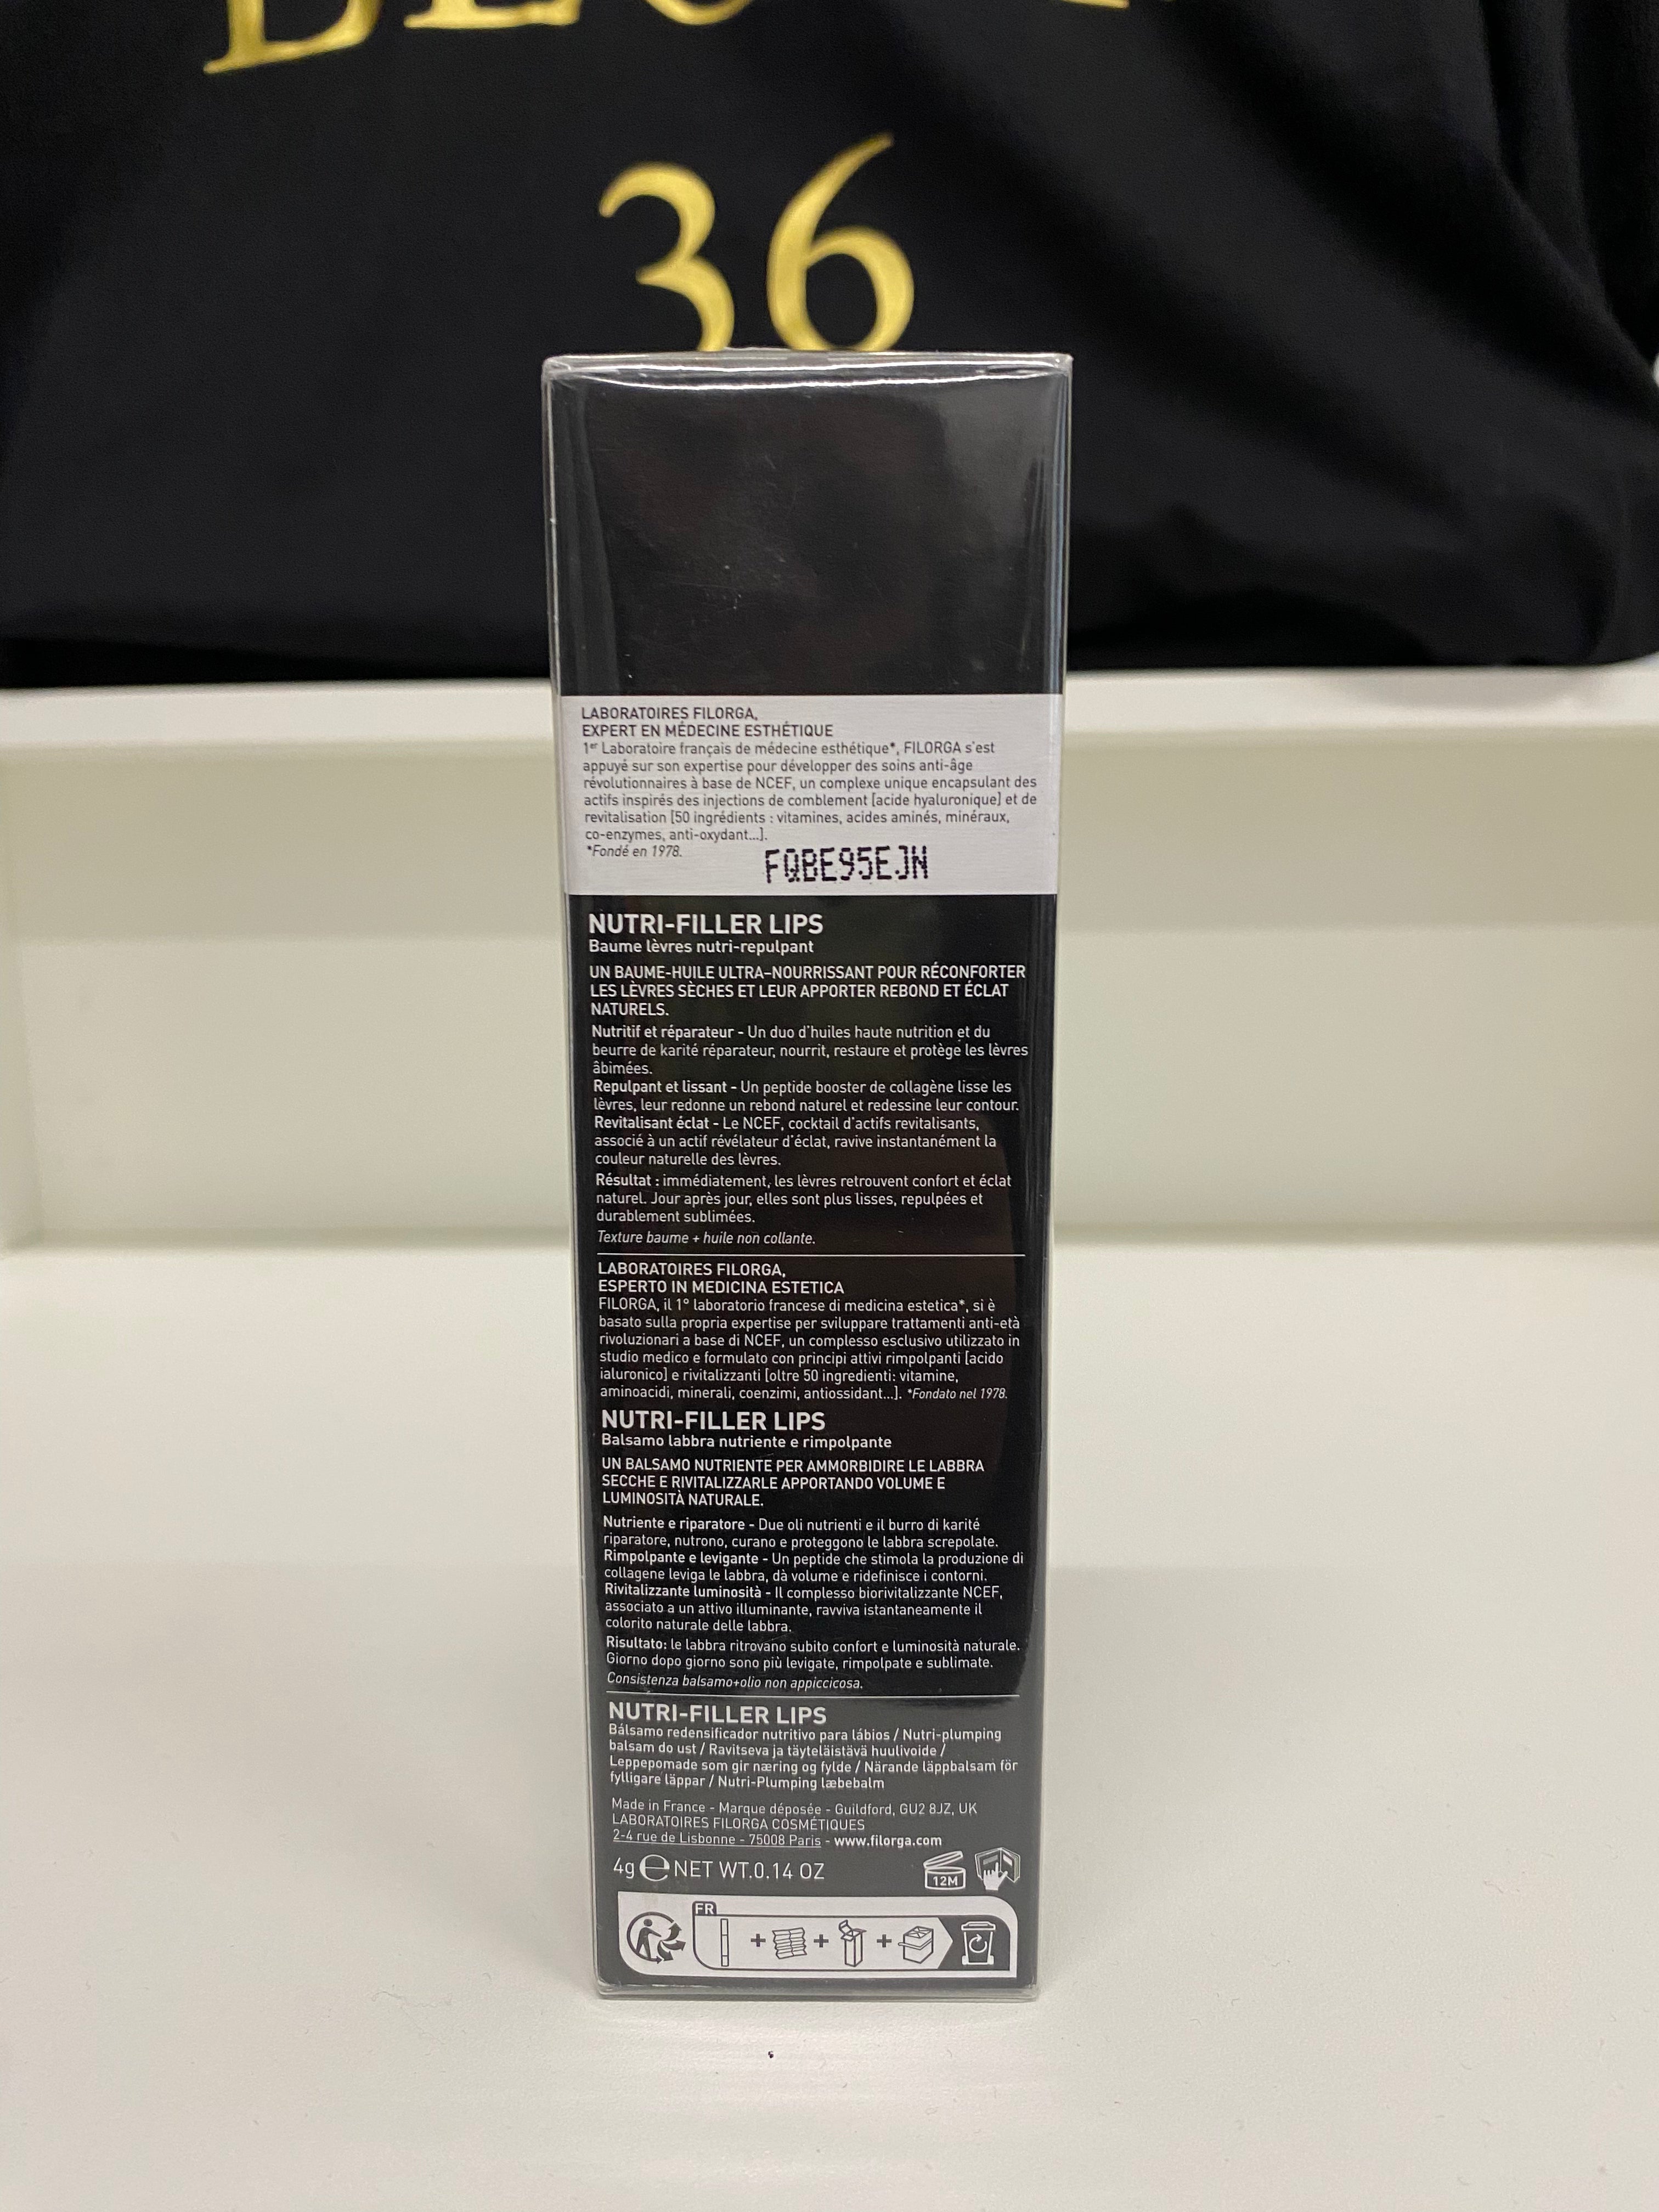 36
LABORATOIRES FILORGA,
EXPERT EN MÉDECINE ESTHÉTIQUE
1er Laboratoire français de médecine esthétique*, FILORGA s'est
appuyé sur son expertise pour développer des soins anti-âge
révolutionnaires à base de NCEF, un complexe unique encapsulant des
actifs inspirés des injections de comblement [acide hyaluronique] et de
revitalisation [50 ingrédients : vitamines, acides aminés, minéraux,
co-enzymes, anti-oxydant...].
*Fondé en 1978.
FQBE95EJN
NUTRI-FILLER LIPS
Baume lèvres nutri-repulpant
UN BAUME-HUILE ULTRA-NOURRISSANT POUR RÉCONFORTER
LES LÈVRES SÈCHES ET LEUR APPORTER REBOND ET ÉCLAT
NATURELS.
Nutritif et réparateur - Un duo d'huiles haute nutrition et du
beurre de karité réparateur, nourrit, restaure et protège les lèvres
âbimées.
Repulpant et lissant - Un peptide booster de collagène lisse les
lèvres, leur redonne un rebond naturel et redessine leur contour.
Revitalisant éclat - Le NCEF, cocktail d'actifs revitalisants,
associé à un actif révélateur d'éclat, ravive instantanément la
couleur naturelle des lèvres.
Résultat : immédiatement, les lèvres retrouvent confort et éclat
naturel. Jour après jour, elles sont plus lisses, repulpées et
durablement sublimées.
Texture baume + huile non collante.
LABORATOIRES FILORGA,
ESPERTO IN MEDICINA ESTETICA
FILORGA, il 1° laboratorio francese di medicina estetica*, si è
basato sulla propria expertise per sviluppare trattamenti anti-età
rivoluzionari a base di NCEF, un complesso esclusivo utilizzato in
studio medico e formulato con principi attivi rimpolpanti [acido
ialuronico] e rivitalizzanti [oltre 50 ingredienti: vitamine,
aminoacidi, minerali, coenzimi, antiossidant...]. *Fondato nel 1978.
NUTRI-FILLER LIPS
Balsamo labbra nutriente e rimpolpante
UN BALSAMO NUTRIENTE PER AMMORBIDIRE LE LABBRA
SECCHE E RIVITALIZZARLE APPORTANDO VOLUME E
LUMINOSITÀ NATURALE.
Nutriente e riparatore - Due oli nutrienti e il burro di karité
riparatore, nutrono, curano e proteggono le labbra screpolate.
Rimpolpante e levigante - Un peptide che stimola la produzione di
collagene leviga le labbra, dà volume e ridefinisce i contorni.
Rivitalizzante luminosità - Il complesso biorivitalizzante NCEF,
associato a un attivo illuminante, ravviva istantaneamente il
colorito naturale delle labbra.
Risultato: le labbra ritrovano subito confort e luminosità naturale.
Giorno dopo giorno sono più levigate, rimpolpate e sublimate.
Consistenza balsamo+olio non appiccicosa.
NUTRI-FILLER LIPS
Bálsamo redensificador nutritivo para lábios / Nutri-plumping
balsam do ust / Ravitseva ja täyteläistävä huulivoide /
Leppepomade som gir næring og fylde / Närande läppbalsam för
fylligare läppar / Nutri-Plumping læbebalm
Made in France - Marque déposée - Guildford, GU2 8JZ, UK
LABORATOIRES FILORGA COSMÉTIQUES
2-4 rue de Lisbonne - 75008 Paris - www.filorga.com
4g e NET WT.0.14 OZ
12M
FR